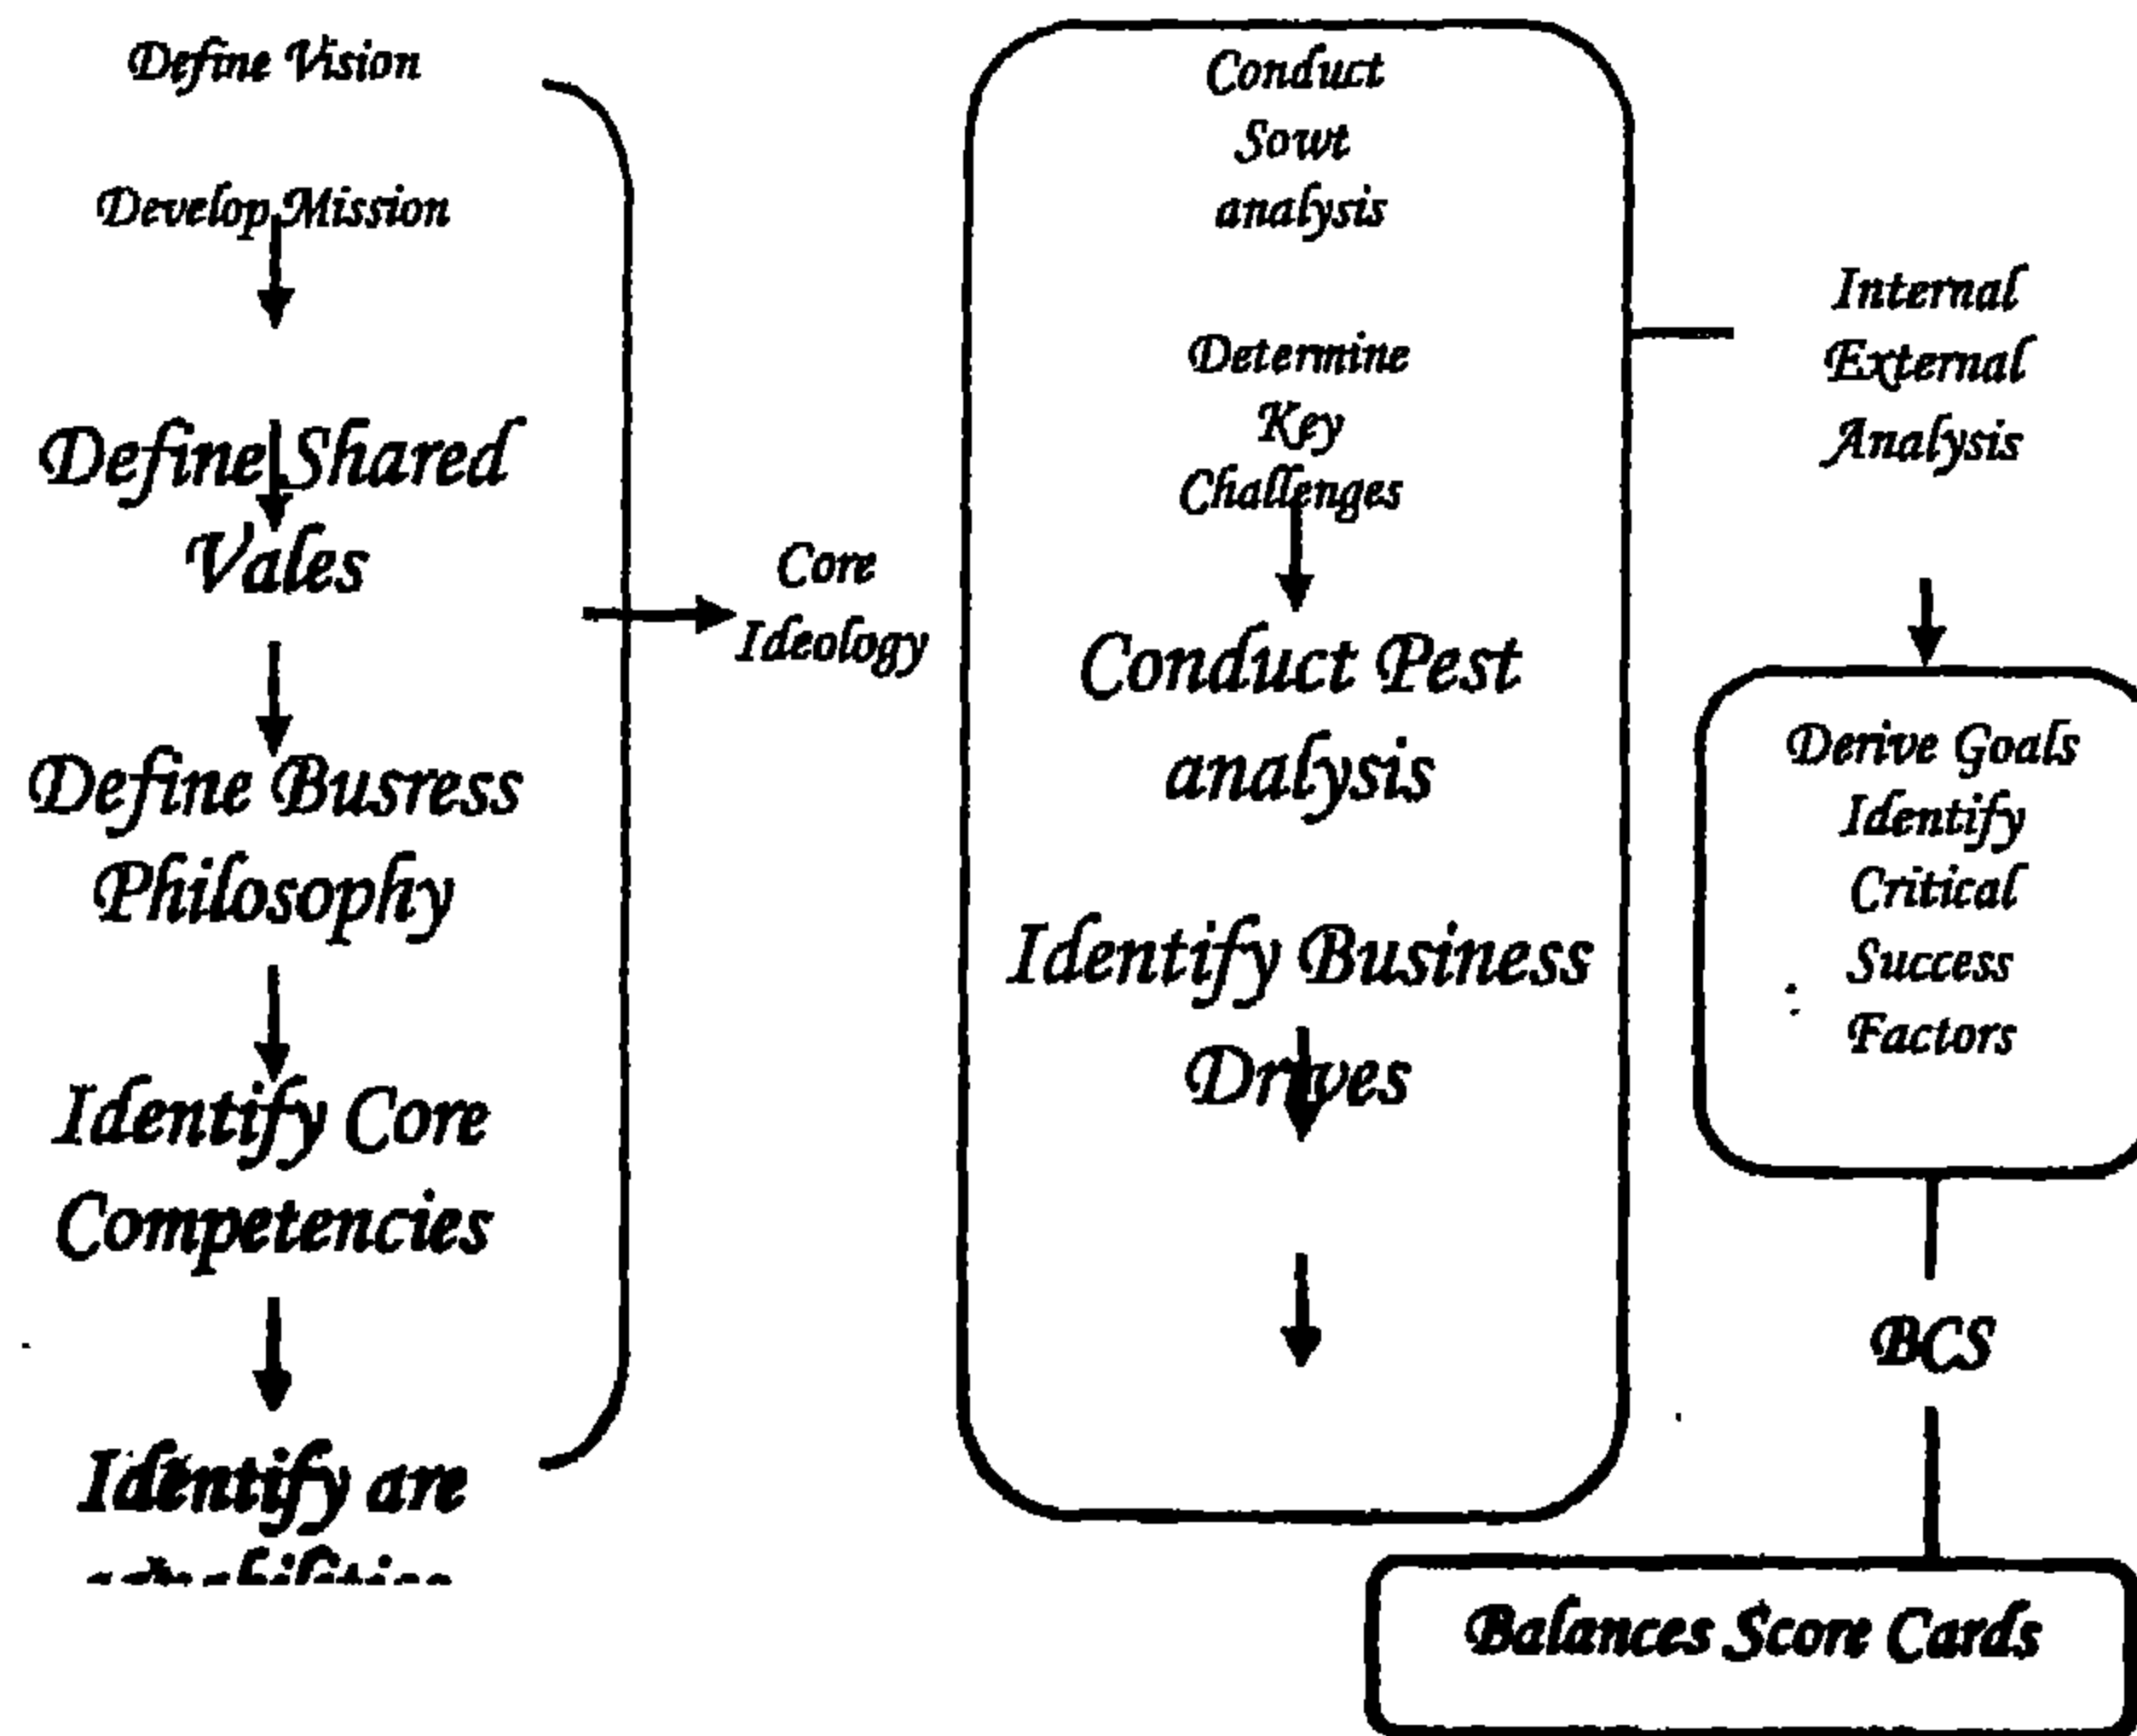 Define Vision
Develop Mission
Define Shared
Vales
Define Busress
Philosophy
Identify Core
Competencies
Identify are
Core
Ideology
Conduct
Sowt
analysis
Determine
Key
Challenges
Conduct Pest
analysis
Identify Business
Drives
Internal
External
Analysis
Derive Goals
Identify
Critical
Success
Factors
BCS
Balances Score Cards